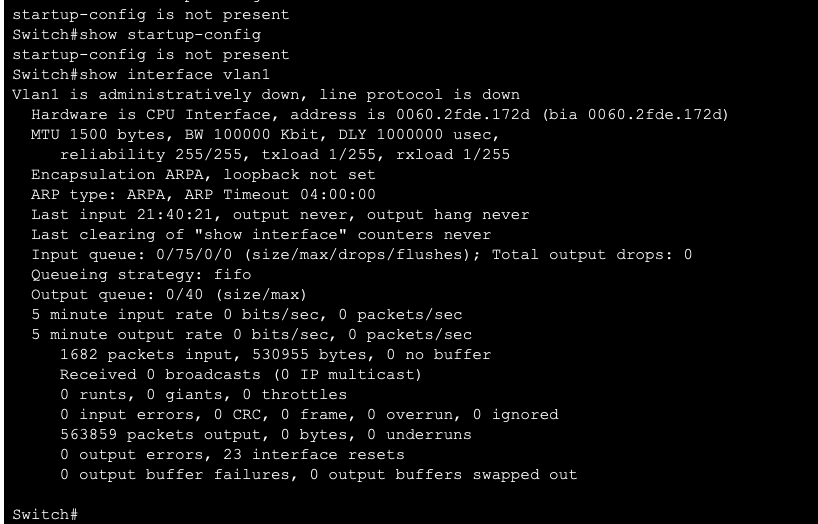 startup-config is not present
Switch#show startup-config
startup-config is not present
Switch#show interface vlan1
Vlan1 is administratively down, line protocol is down
  Hardware is CPU Interface, address is 0060.2fde.172d (bia 0060.2fde.172d)
  MTU 1500 bytes, BW 100000 Kbit, DLY 1000000 usec,
     reliability 255/255, txload 1/255, rxload 1/255
  Encapsulation ARPA, loopback not set
  ARP type: ARPA, ARP Timeout 04:00:00
  Last input 21:40:21, output never, output hang never
  Last clearing of "show interface" counters never
  Input queue: 0/75/0/0 (size/max/drops/flushes); Total output drops: 0
  Queueing strategy: fifo
  Output queue: 0/40 (size/max)
  5 minute input rate 0 bits/sec, 0 packets/sec
  5 minute output rate 0 bits/sec, 0 packets/sec
     1682 packets input, 530955 bytes, 0 no buffer
     Received 0 broadcasts (0 IP multicast)
     0 runts, 0 giants, 0 throttles
     0 input errors, 0 CRC, 0 frame, 0 overrun, 0 ignored
     563859 packets output, 0 bytes, 0 underruns
     0 output errors, 23 interface resets
     0 output buffer failures, 0 output buffers swapped out
Switch#